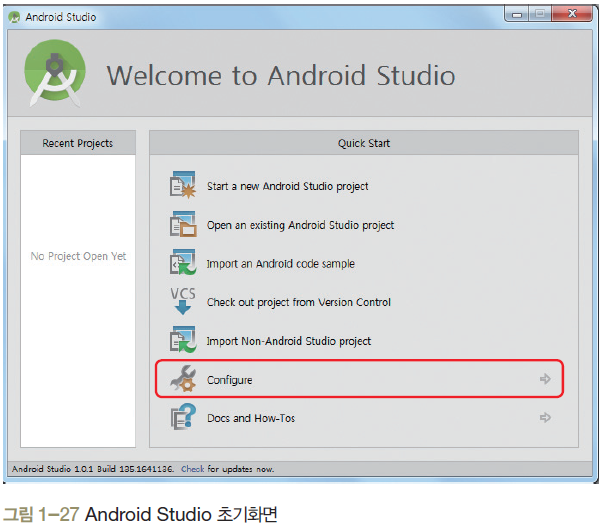 Android Studio
Welcome to Android Studio
Recent Projects
No Project Open Yet
Quick Start
Start a new Android Studio project
Open an existing Android Studio project
Import an Android code sample
VCS
Check out project from Version Control
Import Non-Android Studio project
Configure
Docs and How-Tos
Android Studio 1.0.1 Build 135.1641136. Check for updates now.
그림 1-27 Android Studio 초기화면